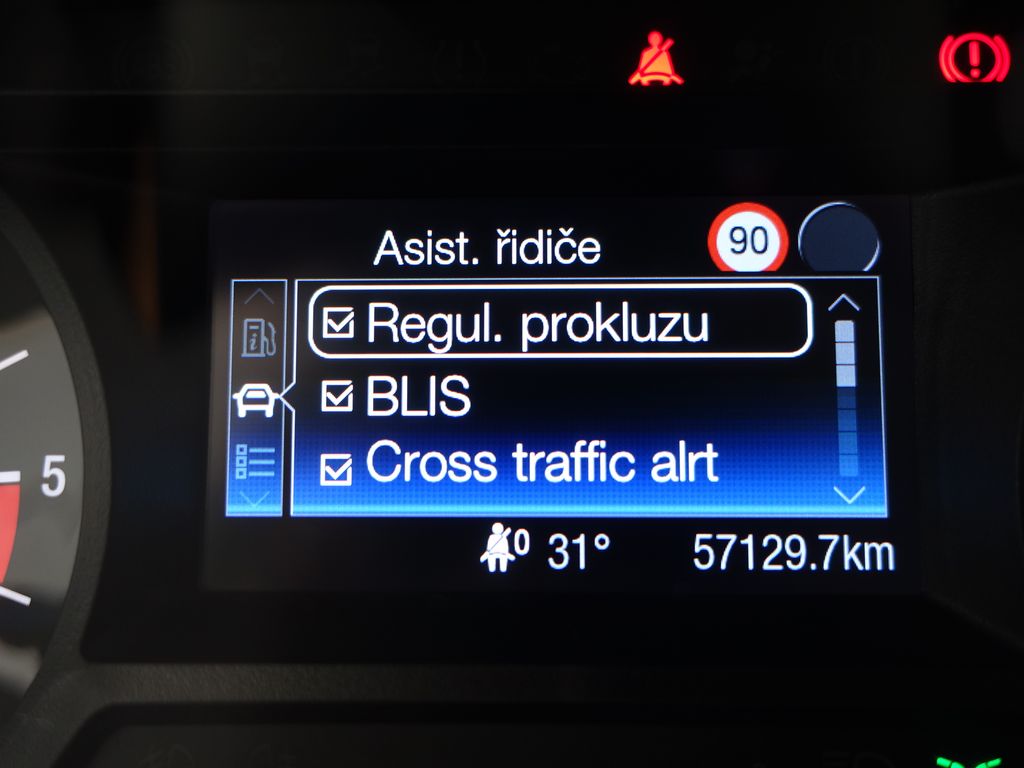 Asist. řidiče
90
Regul. prokluzu
BLIS
Cross traffic alrt
5
0 31° 57129.7km